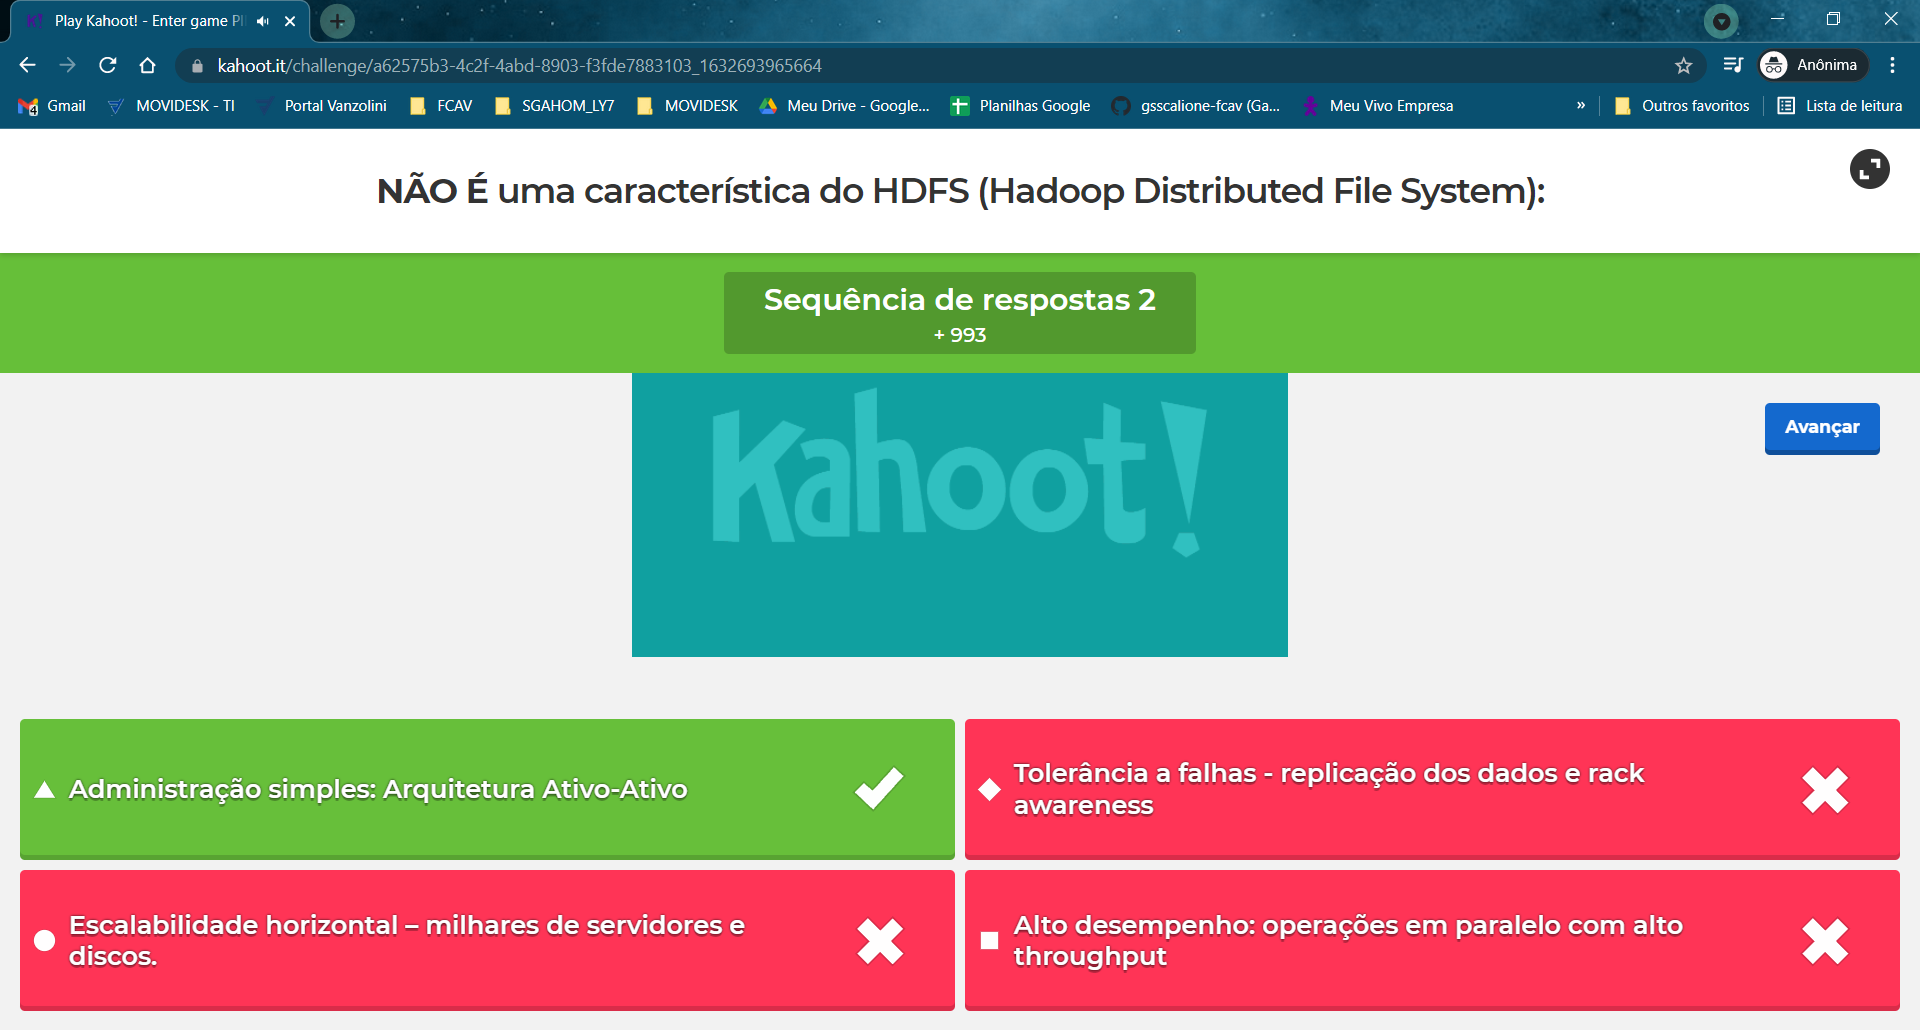 Play Kahoot! - Enter game
kahoot.it/challenge/a62575b3-4c2f-4abd-8903-f3fde7883103_1632693965664
Anônima
Gmail
MOVIDESK - TI
Portal Vanzolini
FCAV
SGAHOM_LY7
MOVIDESK
Meu Drive - Google...
Planilhas Google
gsscalione-fcav (Ga...
Meu Vivo Empresa
»
Outros favoritos
Lista de leitura
NÃO É uma característica do HDFS (Hadoop Distributed File System):
Sequência de respostas 2
+ 993
Kahoot!
Avançar
Administração simples: Arquitetura Ativo-Ativo
Tolerância a falhas - replicação dos dados e rack
awareness
Escalabilidade horizontal – milhares de servidores e
discos.
Alto desempenho: operações em paralelo com alto
throughput